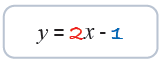 y = 2x - 1